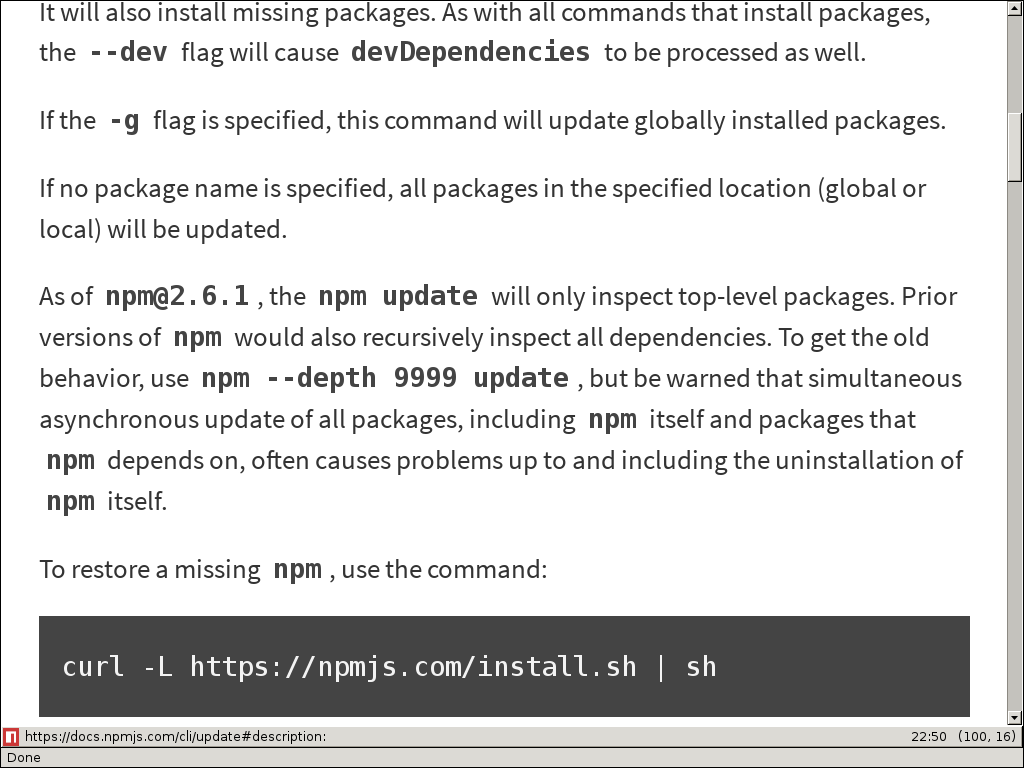 It will also install missing packages. As with all commands that install packages,
the --dev flag will cause devDependencies to be processed as well.
If the -g flag is specified, this command will update globally installed packages.
If no package name is specified, all packages in the specified location (global or
local) will be updated.
As of npm@2.6.1 , the npm update will only inspect top-level packages. Prior
versions of npm would also recursively inspect all dependencies. To get the old
behavior, use npm --depth 9999 update , but be warned that simultaneous
asynchronous update of all packages, including npm itself and packages that
npm depends on, often causes problems up to and including the uninstallation of
npm itself.
To restore a missing npm , use the command:
curl -L https://npmjs.com/install.sh | sh
https://docs.npmjs.com/cli/update#description: 22:50 (100, 16)
Done